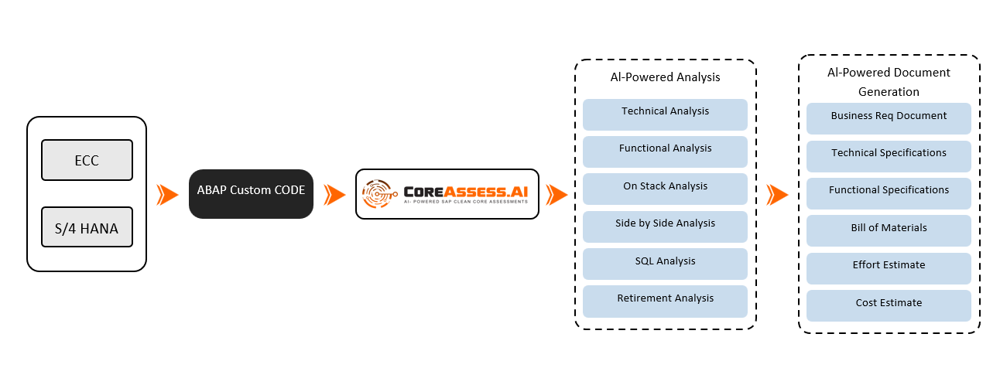 ECC
S/4 HANA
ABAP Custom CODE
COREASSESS.AI
AI- POWERED SAP CLEAN CORE ASSESSMENTS
AI-Powered Analysis
Technical Analysis
Functional Analysis
On Stack Analysis
Side by Side Analysis
SQL Analysis
Retirement Analysis
AI-Powered Document
Generation
Business Req Document
Technical Specifications
Functional Specifications
Bill of Materials
Effort Estimate
Cost Estimate